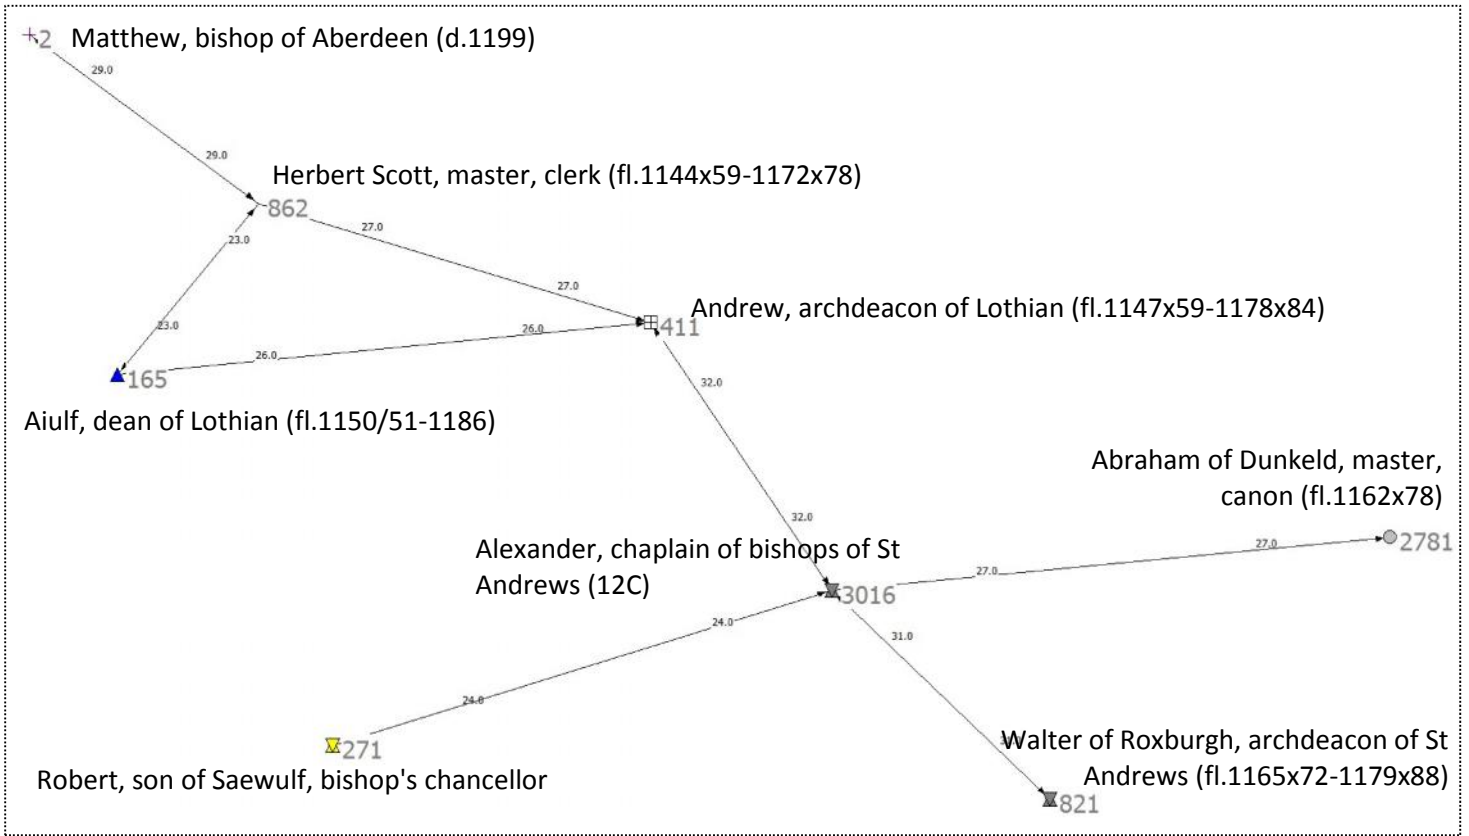 2 Matthew, bishop of Aberdeen (d.1199)
29.0
29.0
Herbert Scott, master, clerk (fl.1144x59-1172x78)
862
27.0
23.0
27.0
Andrew, archdeacon of Lothian (fl.1147x59-1178x84)
411
23.0
26.0
26.0
165
32.0
Aiulf, dean of Lothian (fl.1150/51-1186)
Abraham of Dunkeld, master,
canon (fl.1162x78)
32.0
2781
27.0
27.0
Alexander, chaplain of bishops of St
Andrews (12C)
3016
24.0
31.0
24.0
271
Robert, son of Saewulf, bishop's chancellor
Walter of Roxburgh, archdeacon of St
Andrews (fl.1165x72-1179x88)
821